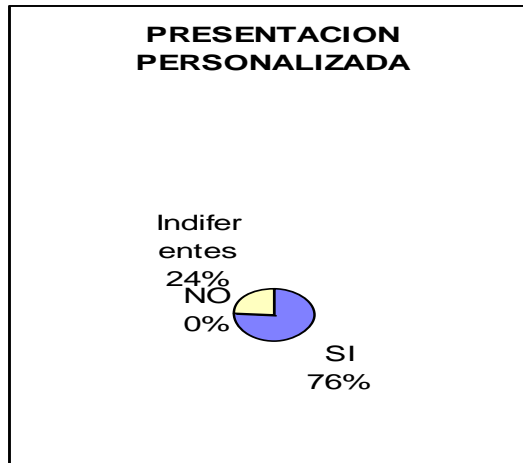 PRESENTACION
PERSONALIZADA
Indifer
entes
24%
NO
0%
SI
76%